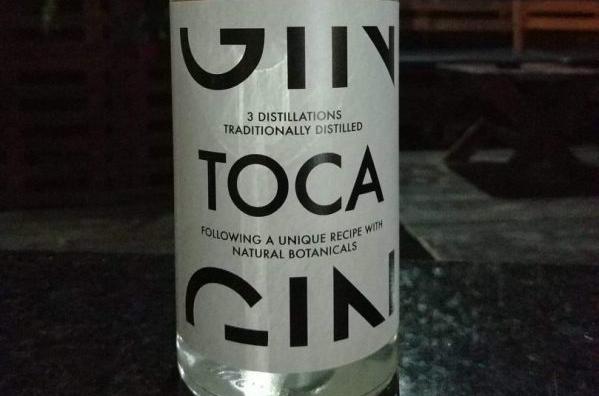 GIN
3 DISTILLATIONS
TRADITIONALLY DISTILLED
TOCA
FOLLOWING A UNIQUE RECIPE WITH
NATURAL BOTANICALS
GIN